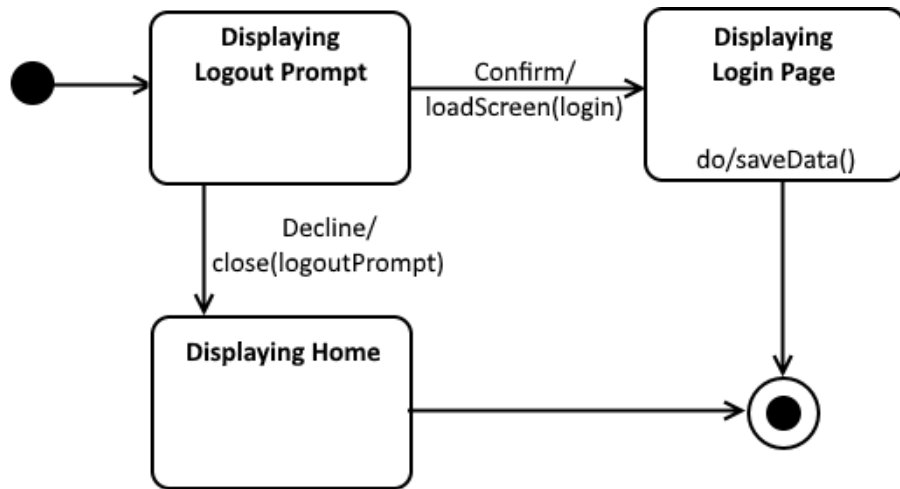 Displaying
Logout Prompt
Confirm/
loadScreen(login)
Displaying
Login Page
do/saveData()
Decline/
close(logoutPrompt)
Displaying Home